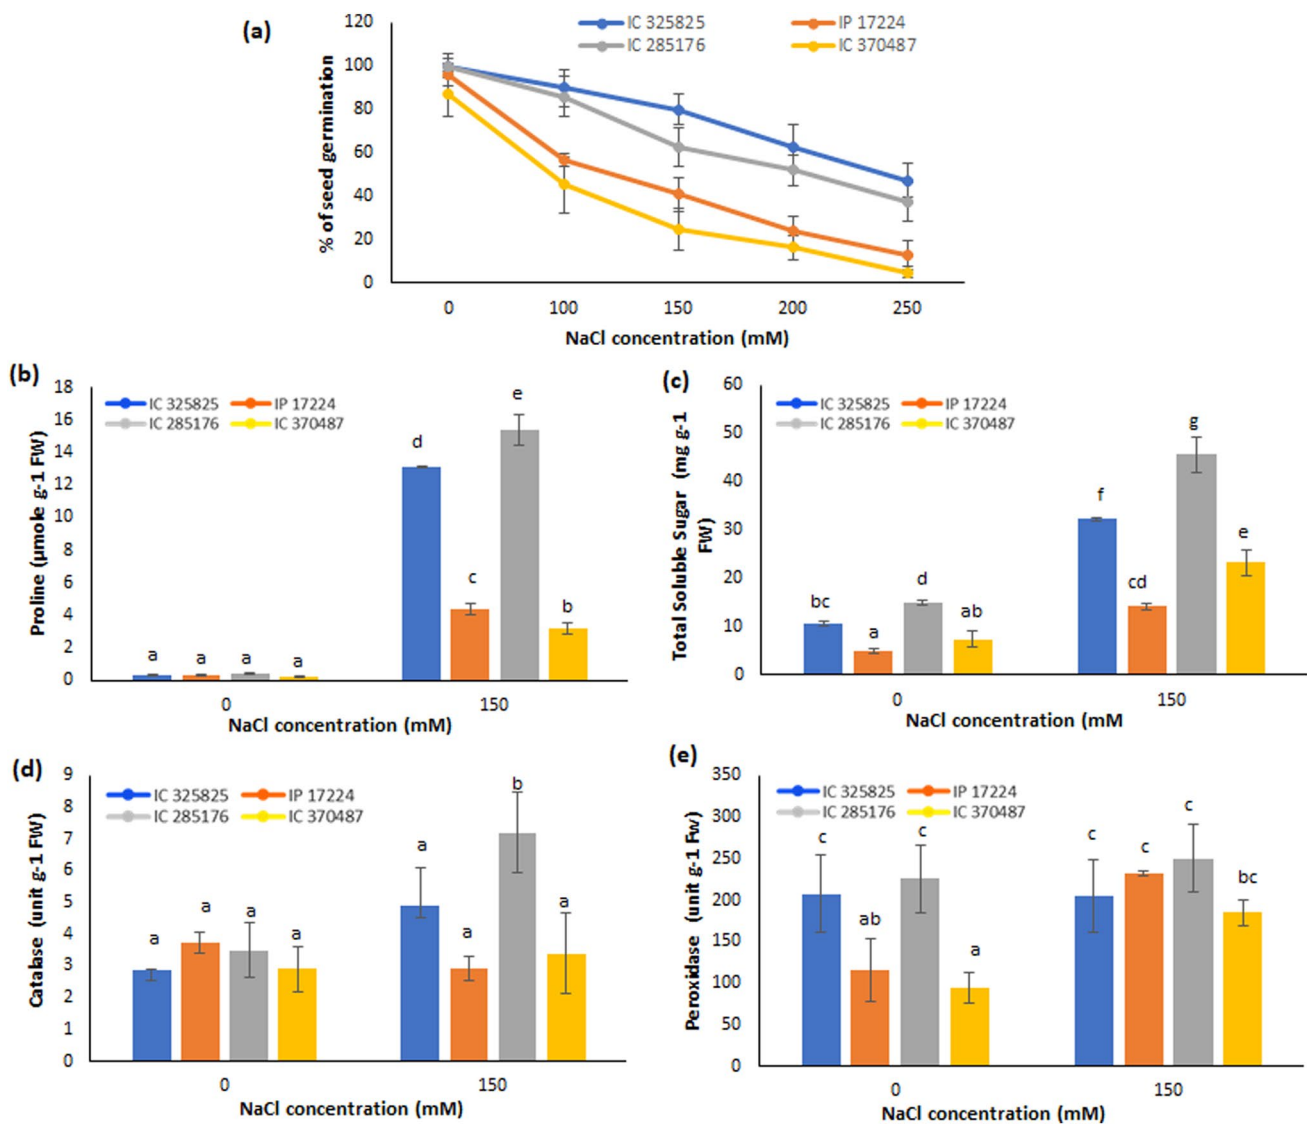 (a)
IC 325825
IP 17224
IC 285176
IC 370487
% of seed germination
120
100
80
60
40
20
0
0 100 150 200 250
NaCl concentration (mM)
(b)
IC 325825
IP 17224
IC 285176
IC 370487
Proline (µmole g-1 FW)
18
16
14
12
10
8
6
4
2
0
a a a a d c e b
0 150
NaCl concentration (mM)
(c)
IC 325825
IP 17224
IC 285176
IC 370487
Total Soluble Sugar (mg g-1
FW)
60
50
40
30
20
10
0
bc a d ab f cd g e
0 150
NaCl concentration (mM
(d)
IC 325825
IP 17224
IC 285176
IC 370487
Catalase (unit g-1 FW)
9
8
7
6
5
4
3
2
1
0
a a a a a a b a
0 150
NaCl concentration (mM)
(e)
IC 325825
IP 17224
IC 285176
IC 370487
Peroxidase (unit g-1 Fw)
350
300
250
200
150
100
50
0
c ab c a c c c bc
0 150
NaCl concentration (mM)